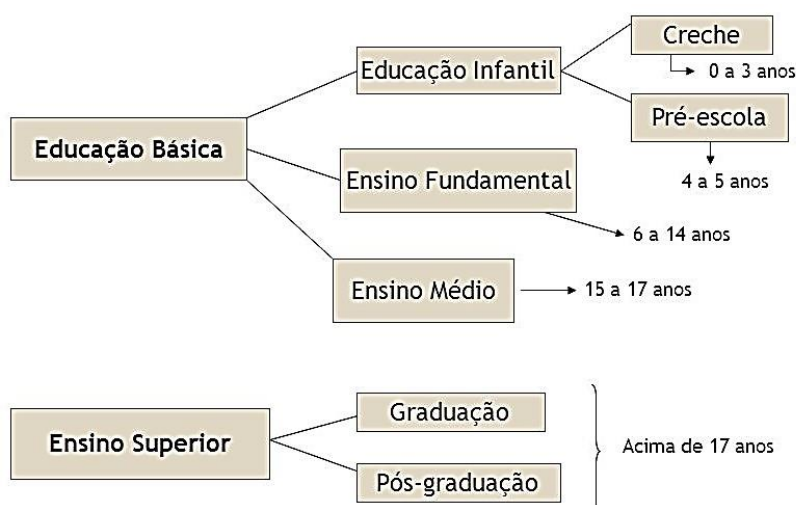 Creche
0 a 3 anos
Educação Infantil
Pré-escola
4 a 5 anos
Educação Básica
Ensino Fundamental
6 a 14 anos
Ensino Médio
15 a 17 anos
Ensino Superior
Graduação
Pós-graduação
Acima de 17 anos